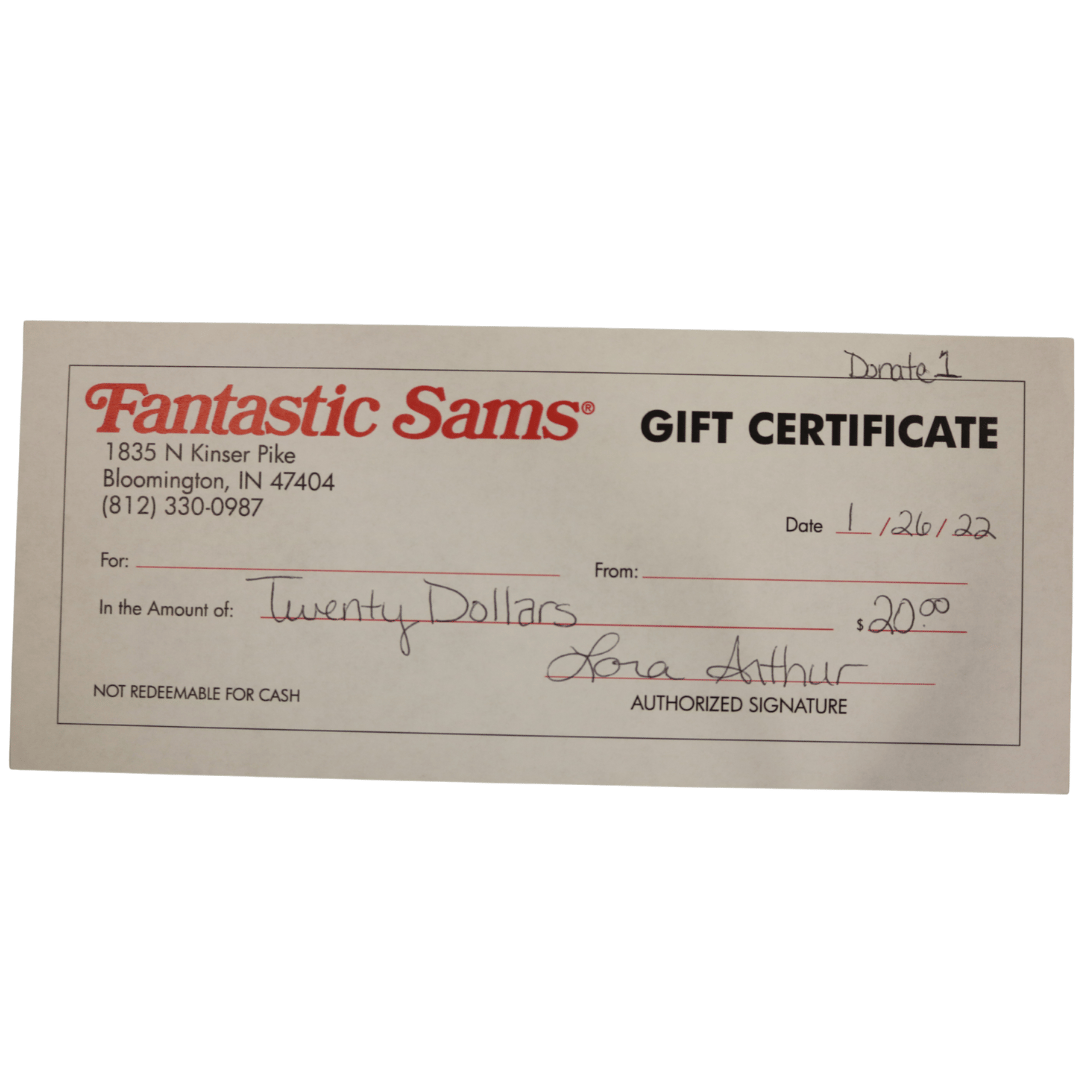 Donate 1
Fantastic Sams®
GIFT CERTIFICATE
1835 N Kinser Pike
Bloomington, IN 47404
(812) 330-0987
Date 1/26/22
For:
From:
In the Amount of: Twenty Dollars $20.00
Lora Arthur
NOT REDEEMABLE FOR CASH
AUTHORIZED SIGNATURE